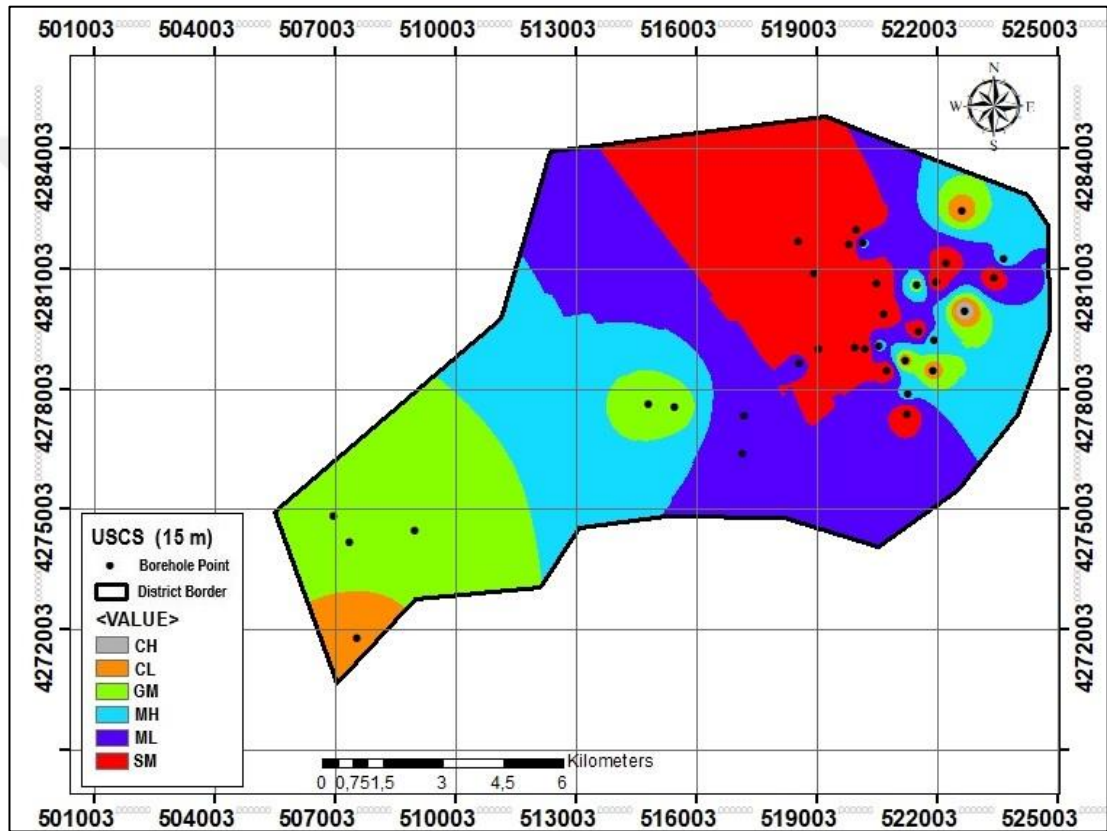 501003 504003 507003 510003 513003 516003 519003 522003 525003
N
W E
S
4284003 4284003
4281003 4281003
4278003 4278003
4275003 4275003
4272003 4272003
USCS (15 m)
Borehole Point
District Border
<VALUE>
CH
CL
GM
MH
ML
SM
Kilometers
0 0,75 1,5 3 4,5 6
501003 504003 507003 510003 513003 516003 519003 522003 525003